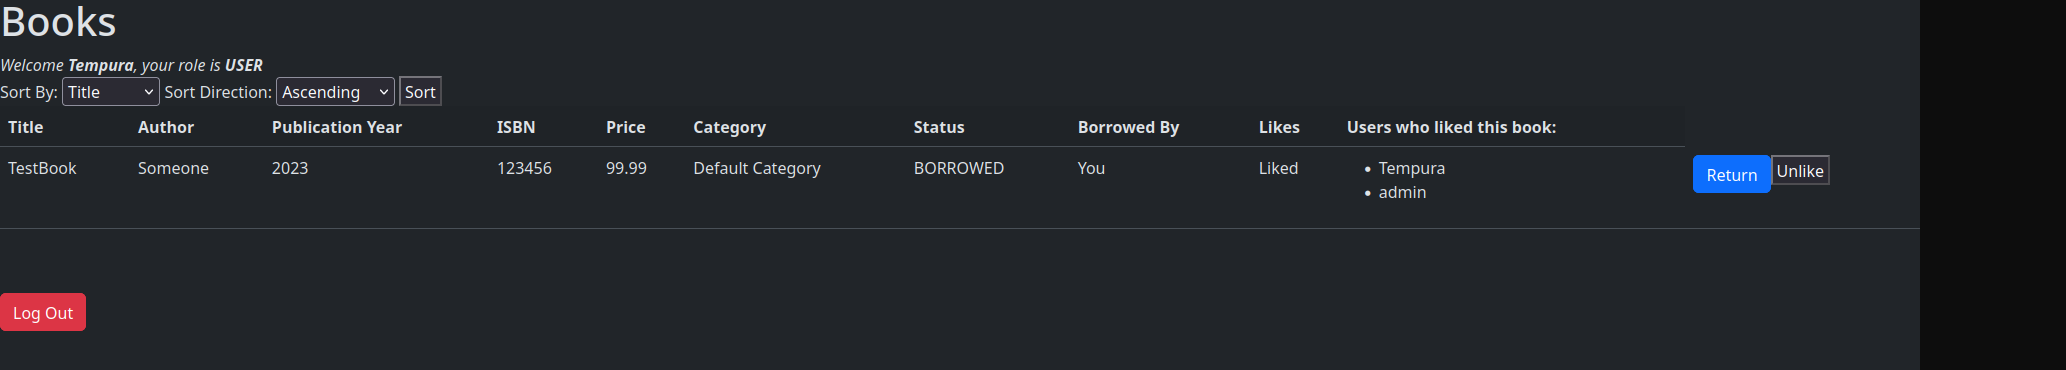 Books
Welcome Tempura, your role is USER
Sort By: Title Sort Direction: Ascending Sort
Title Author Publication Year ISBN Price Category Status Borrowed By Likes Users who liked this book:
TestBook Someone 2023 123456 99.99 Default Category BORROWED You Liked Tempura Return Unlike
admin
Log Out